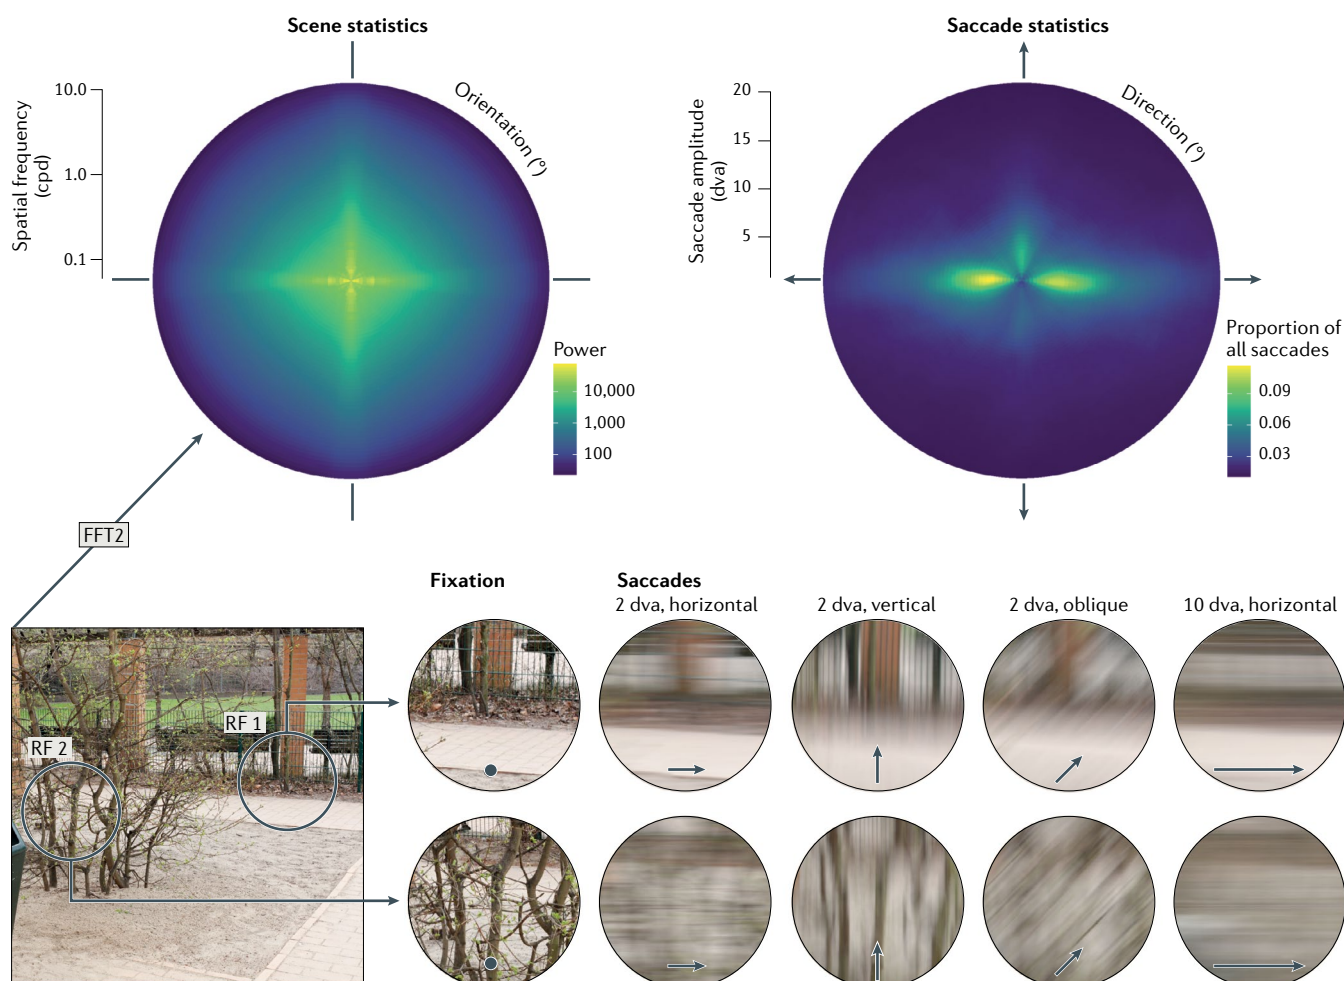 Scene statistics
Spatial frequency
(cpd)
10.0
1.0
0.1
Orientation (°)
Power
10,000
1,000
100
Saccade statistics
Saccade amplitude
(dva)
20
15
10
5
Direction (°)
Proportion of
all saccades
0.09
0.06
0.03
FFT2
RF 1
RF 2
Fixation
Saccades
2 dva, horizontal
2 dva, vertical
2 dva, oblique
10 dva, horizontal